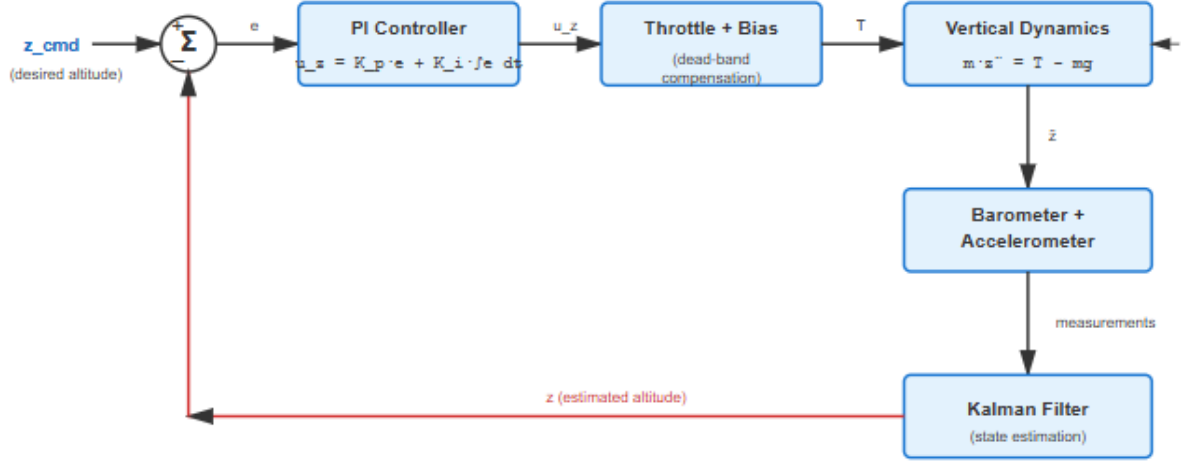 z_cmd
(desired altitude)
+
Σ
−
e
PI Controller
u_z = K_p·e + K_i·∫e dt
u_z
Throttle + Bias
(dead-band
compensation)
T
Vertical Dynamics
m·z¨ = T − mg
Barometer +
Accelerometer
measurements
z (estimated altitude)
Kalman Filter
(state estimation)